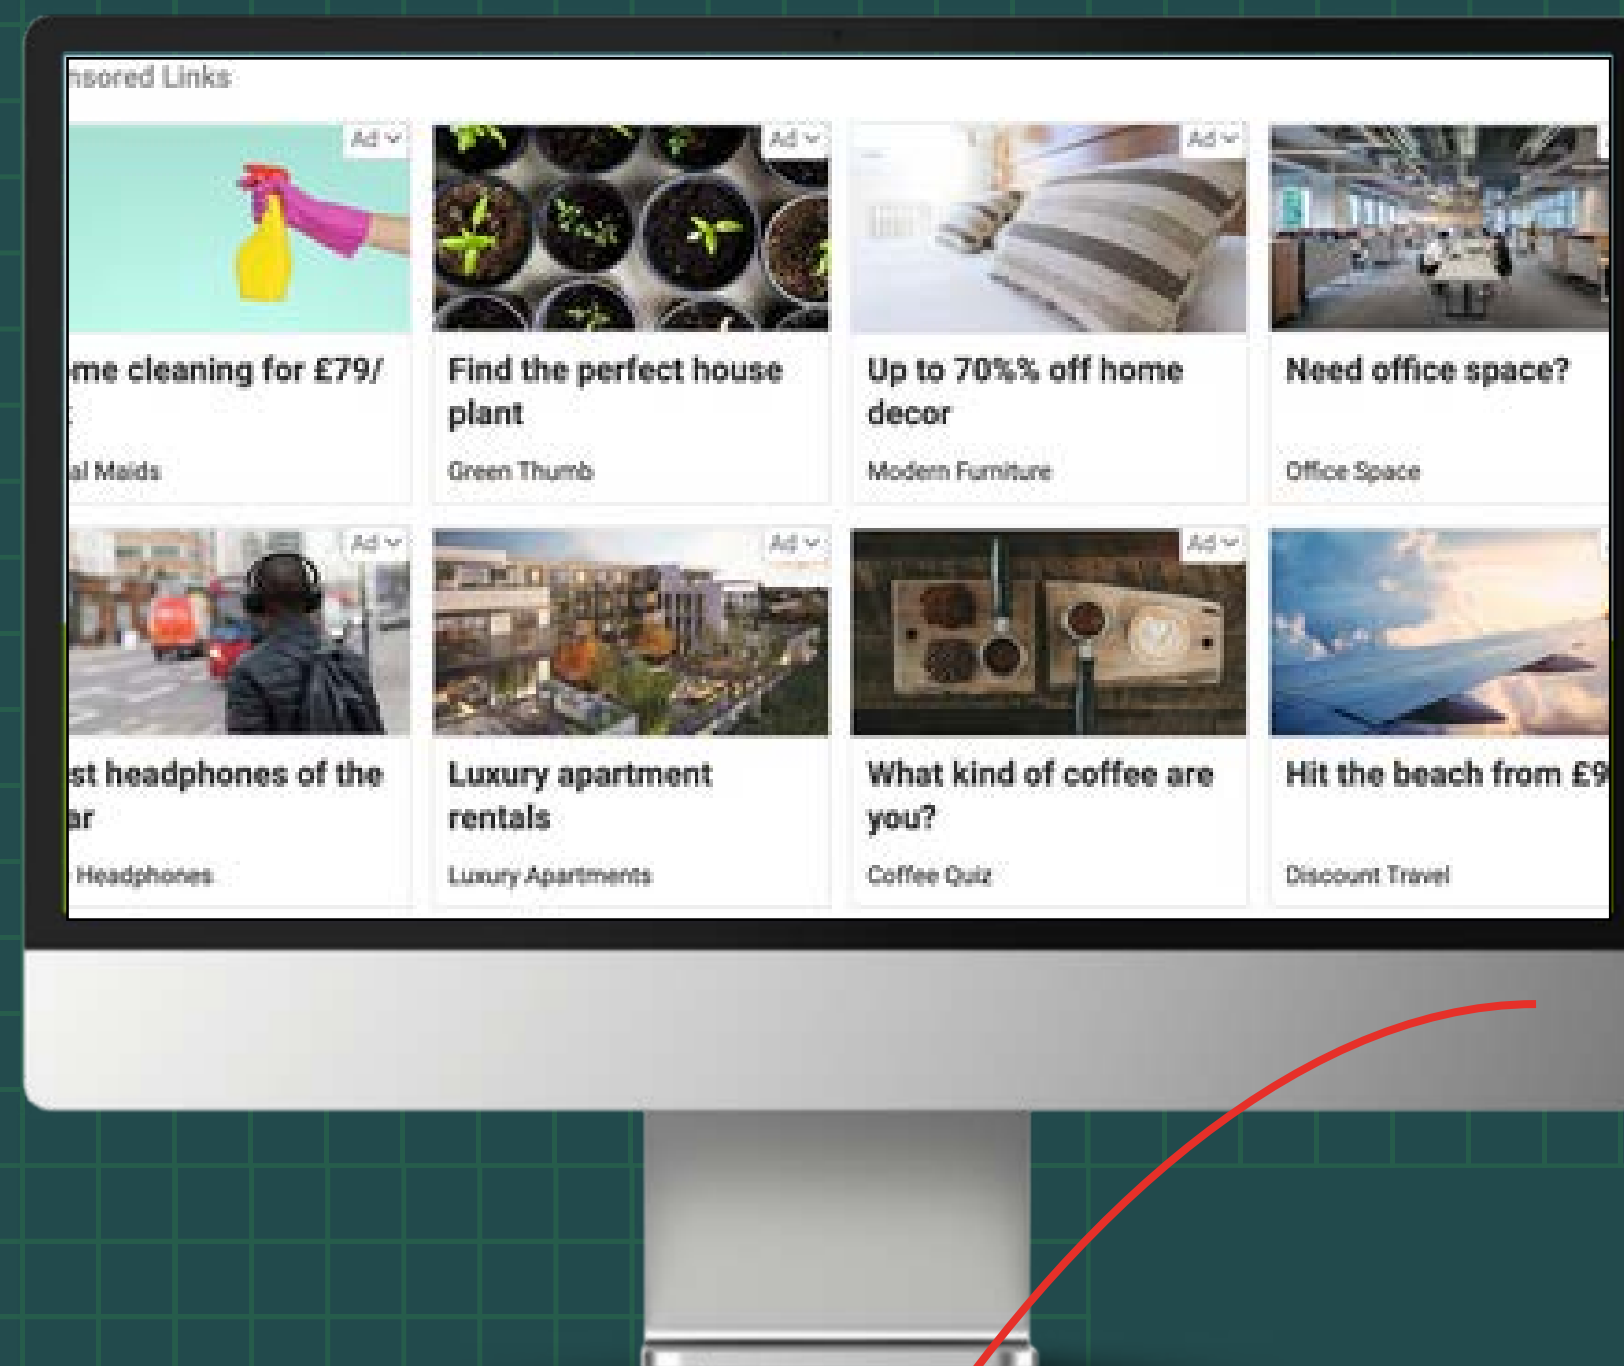 nsored Links
Ad
Ad
Ad
me cleaning for £79/
Find the perfect house
plant
Up to 70%% off home
decor
Need office space?
al Maids
Green Thumb
Modern Furniture
Office Space
Ad
Ad
Ad
st headphones of the
ar
Luxury apartment
rentals
What kind of coffee are
you?
Hit the beach from £9
Headphones
Luxury Apartments
Coffee Quiz
Discount Travel